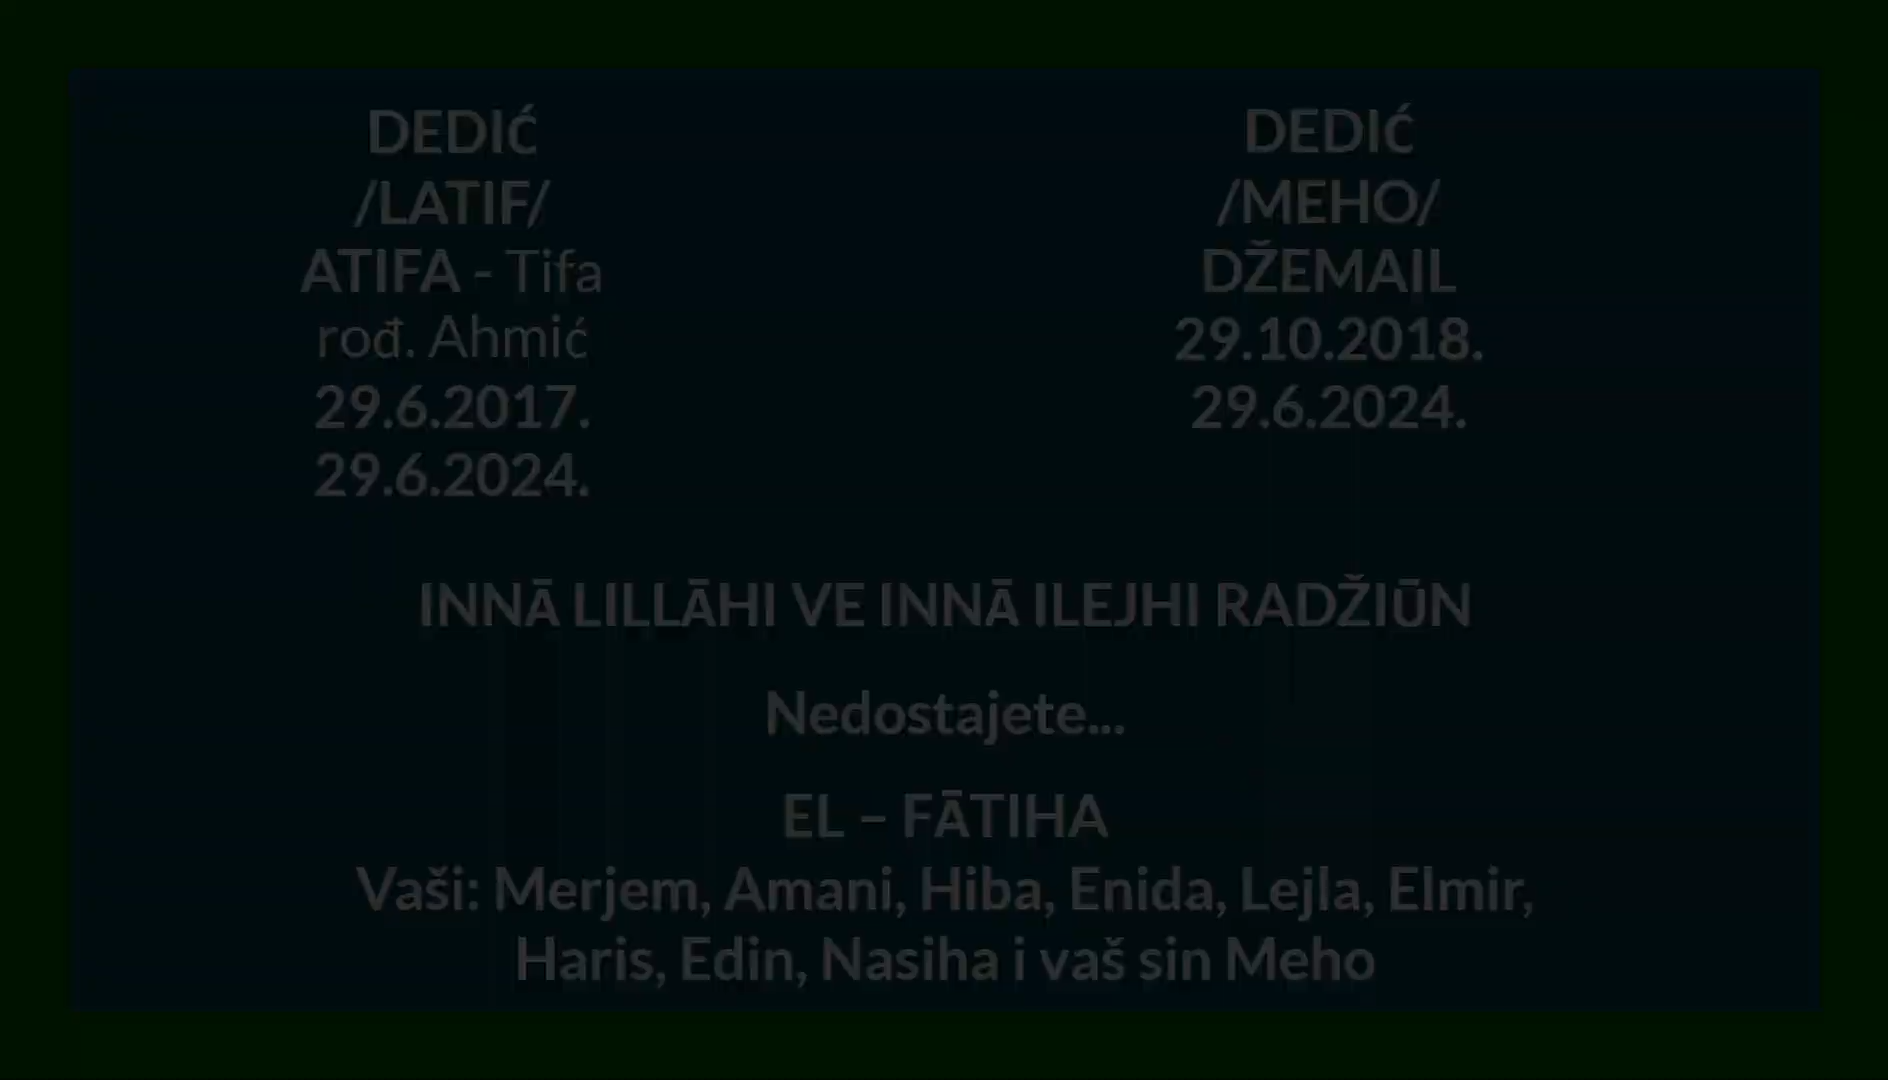 DEDIĆ
/LATIF/
ATIFA - Tifa
rođ. Ahmić
29.6.2017.
29.6.2024.
DEDIĆ
/MEHO/
DŽEMAIL
29.10.2018.
29.6.2024.
INNĀ LILLĀHI VE INNĀ ILEJHI RADŽIŪN
Nedostajete...
EL – FĀTIHA
Vaši: Merjem, Amani, Hiba, Enida, Lejla, Elmir,
Haris, Edin, Nasiha i vaš sin Meho